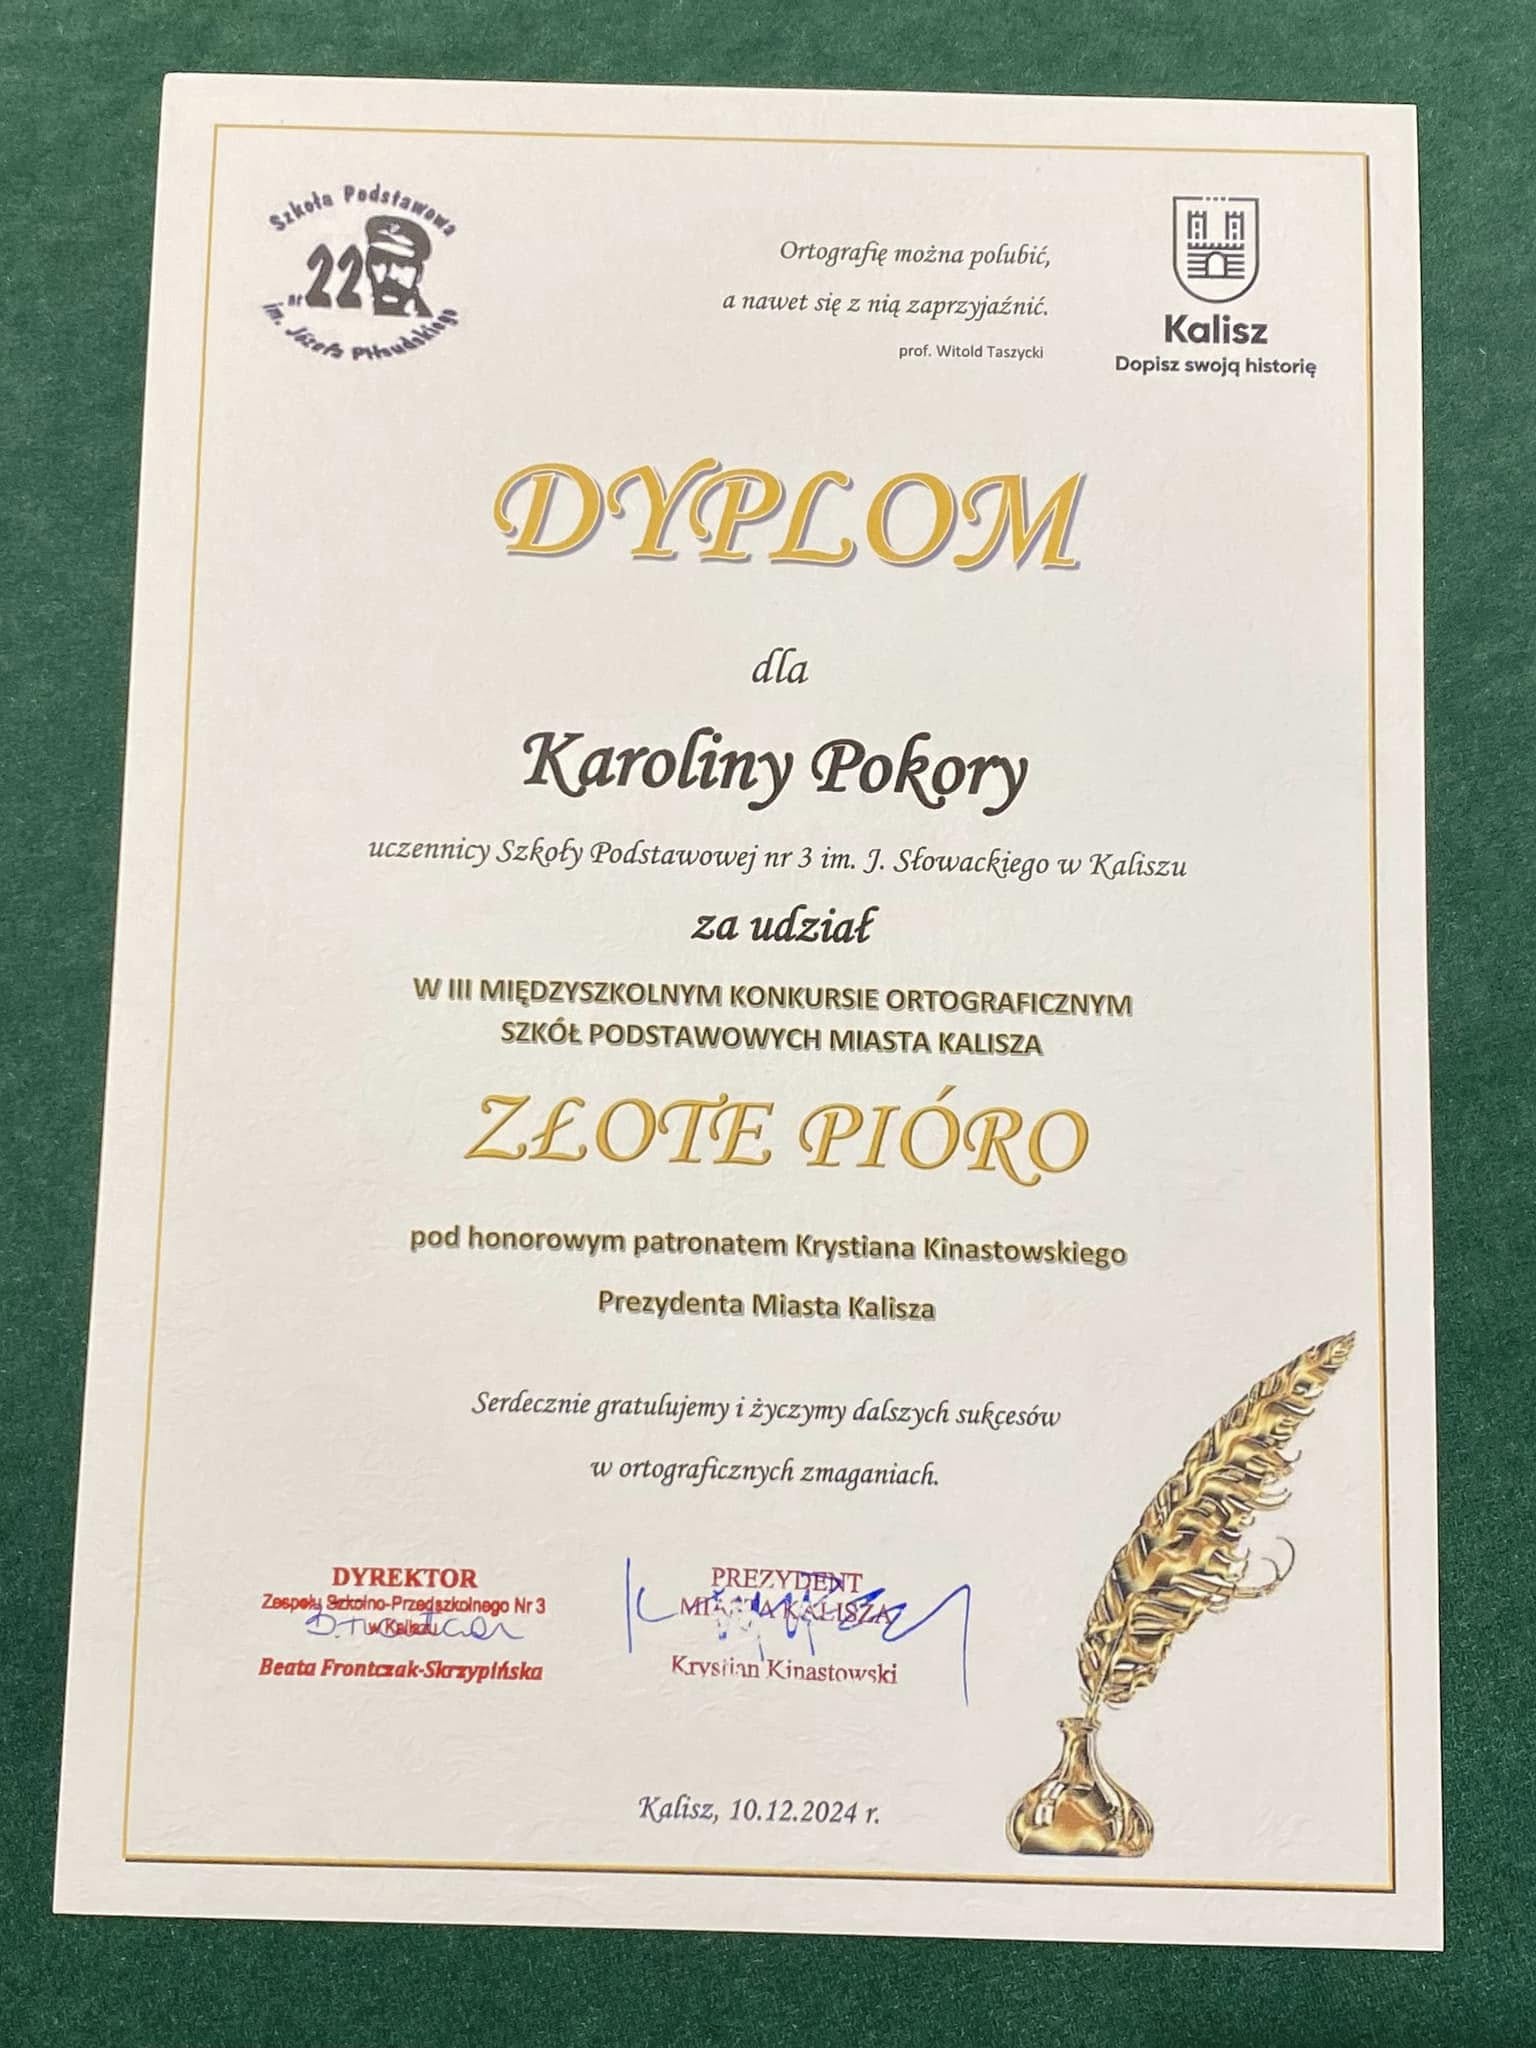 Szkoła Podstawowa
nr 22
im. Józefa Piłsudskiego
Ortografię można polubić,
a nawet się z nią zaprzyjaźnić.
prof. Witold Taszycki
Kalisz
Dopisz swoją historię
DYPLOM
dla
Karoliny Pokory
uczennicy Szkoły Podstawowej nr 3 im. J. Słowackiego w Kaliszu
za udział
W III MIĘDZYSZKOLNYM KONKURSIE ORTOGRAFICZNYM
SZKÓŁ PODSTAWOWYCH MIASTA KALISZA
ZŁOTE PIÓRO
pod honorowym patronatem Krystiana Kinastowskiego
Prezydenta Miasta Kalisza
Serdecznie gratulujemy i życzymy dalszych sukcesów
w ortograficznych zmaganiach.
DYREKTOR
Zespołu Szkolno-Przedszkolnego Nr 3
w Kaliszu
Beata Frontczak-Skrzypińska
PREZYDENT
MIASTA KALISZA
Krystian Kinastowski
Kalisz, 10.12.2024 r.